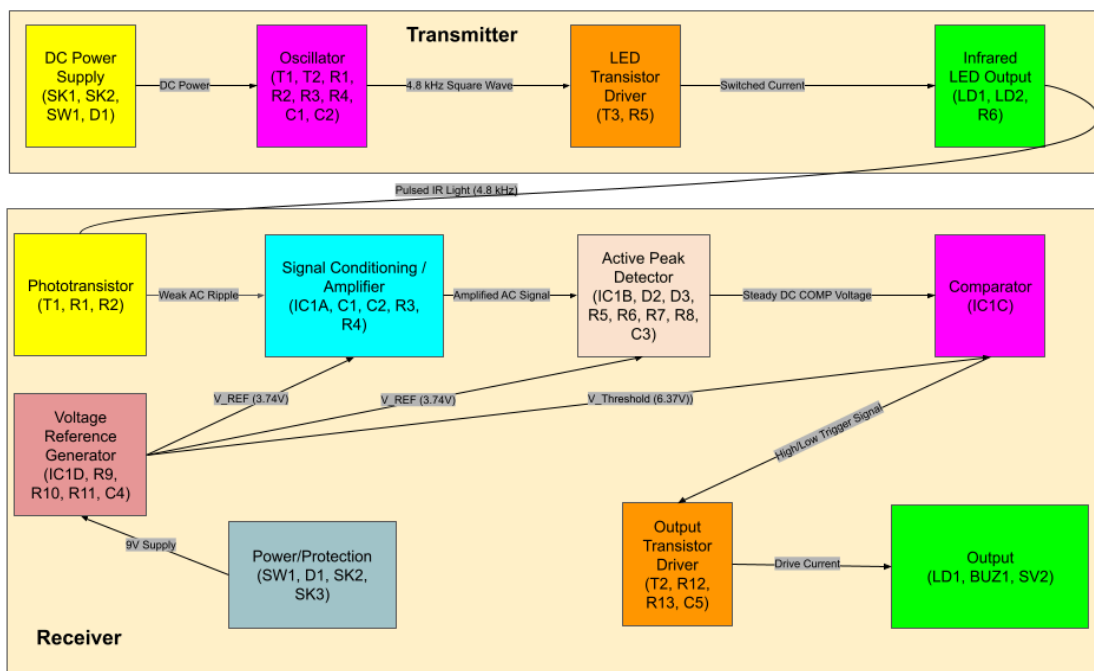 Transmitter
DC Power
Supply
(SK1, SK2,
SW1, D1)
DC Power
Oscillator
(T1, T2, R1,
R2, R3, R4,
C1, C2)
4.8 kHz Square Wave
LED
Transistor
Driver
(T3, R5)
Switched Current
Infrared
LED Output
(LD1, LD2,
R6)
Pulsed IR Light (4.8 kHz)
Phototransistor
(T1, R1, R2)
Weak AC Ripple
Signal Conditioning /
Amplifier
(IC1A, C1, C2, R3,
R4)
Amplified AC Signal
Active Peak
Detector
(IC1B, D2, D3,
R5, R6, R7, R8,
C3)
Steady DC COMP Voltage
Comparator
(IC1C)
V_REF (3.74V)
V_REF (3.74V)
V_Threshold (6.37V))
Voltage
Reference
Generator
(IC1D, R9,
R10, R11, C4)
High/Low Trigger Signal
9V Supply
Power/Protection
(SW1, D1, SK2,
SK3)
Output
Transistor
Driver
(T2, R12,
R13, C5)
Drive Current
Output
(LD1, BUZ1, SV2)
Receiver